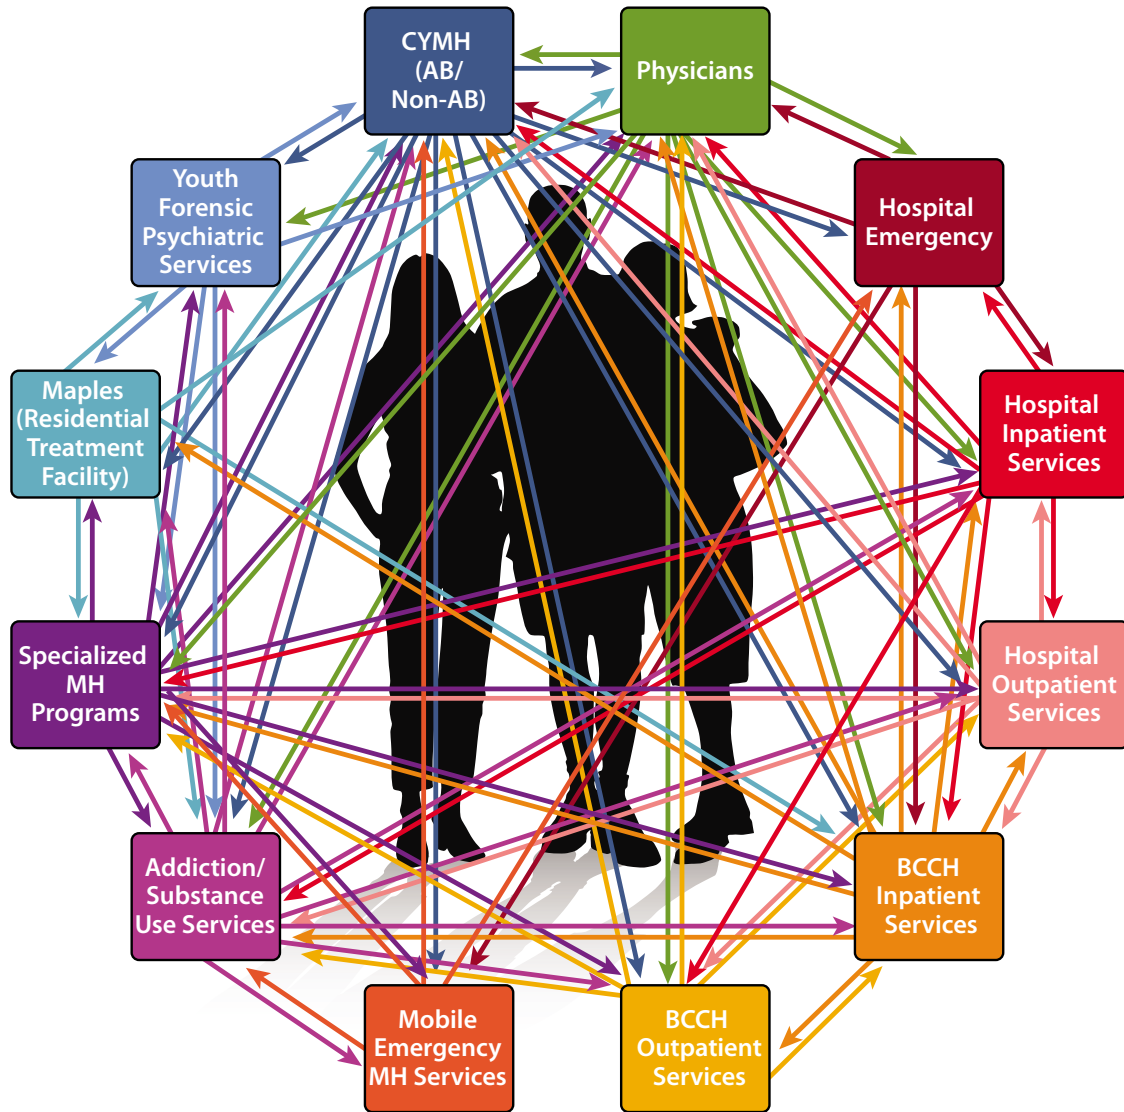 CYMH
(AB/
Non-AB)
Physicians
Youth
Forensic
Psychiatric
Services
Hospital
Emergency
Maples
(Residential
Treatment
Facility)
Hospital
Inpatient
Services
Specialized
MH
Programs
Hospital
Outpatient
Services
Addiction/
Substance
Use Services
BCCH
Inpatient
Services
Mobile
Emergency
MH Services
BCCH
Outpatient
Services